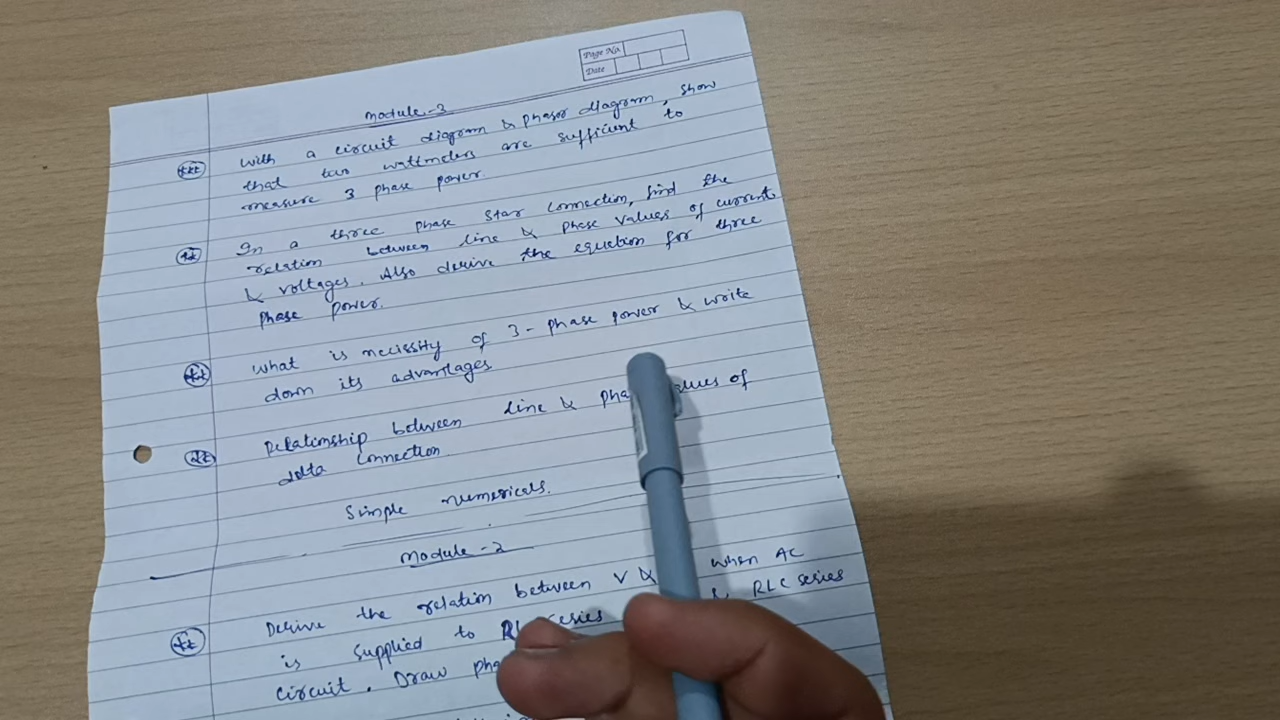 Page No
Date
Module-3
*** With a circuit diagram & phasor diagram, show
that two wattmeters are sufficient to
measure 3 phase power.
** In a three phase star connection, find the
relation between line & phase values of current
& voltages. Also derive the equation for three
phase power.
** What is necissity of 3-phase power & write
down its advantages
** Relationship between line & of
delta connection.
Simple numericals.
Module-2
** Derive the relation between V & when AC
is supplied to & RLC series
circuit. Draw